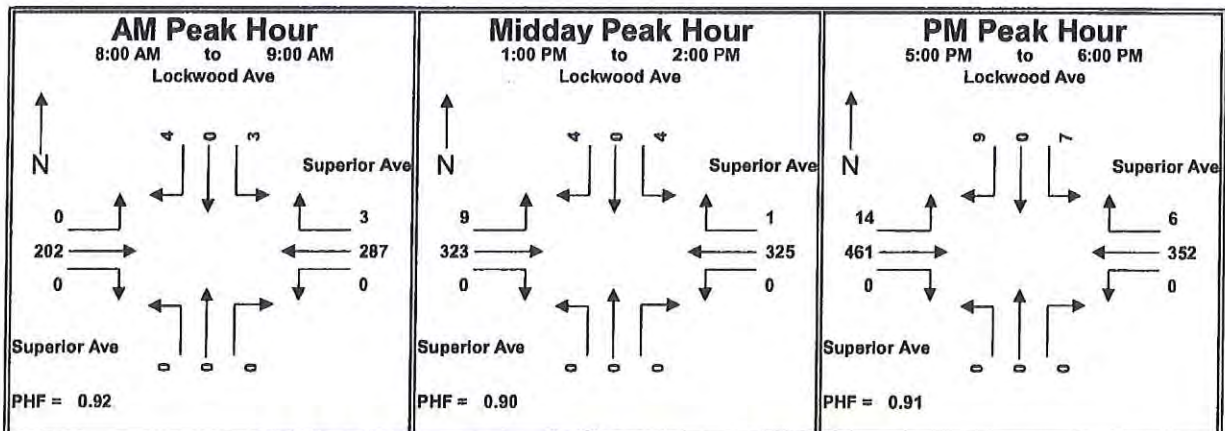 AM Peak Hour
8:00 AM to 9:00 AM
Lockwood Ave
N
4 0 3
Superior Ave
0
3
202
287
0
0
Superior Ave
0 0 0
PHF = 0.92
Midday Peak Hour
1:00 PM to 2:00 PM
Lockwood Ave
N
4 0 4
Superior Ave
9
1
323
325
0
0
Superior Ave
0 0 0
PHF = 0.90
PM Peak Hour
5:00 PM to 6:00 PM
Lockwood Ave
N
9 0 7
Superior Ave
14
6
461
352
0
0
Superior Ave
0 0 0
PHF = 0.91